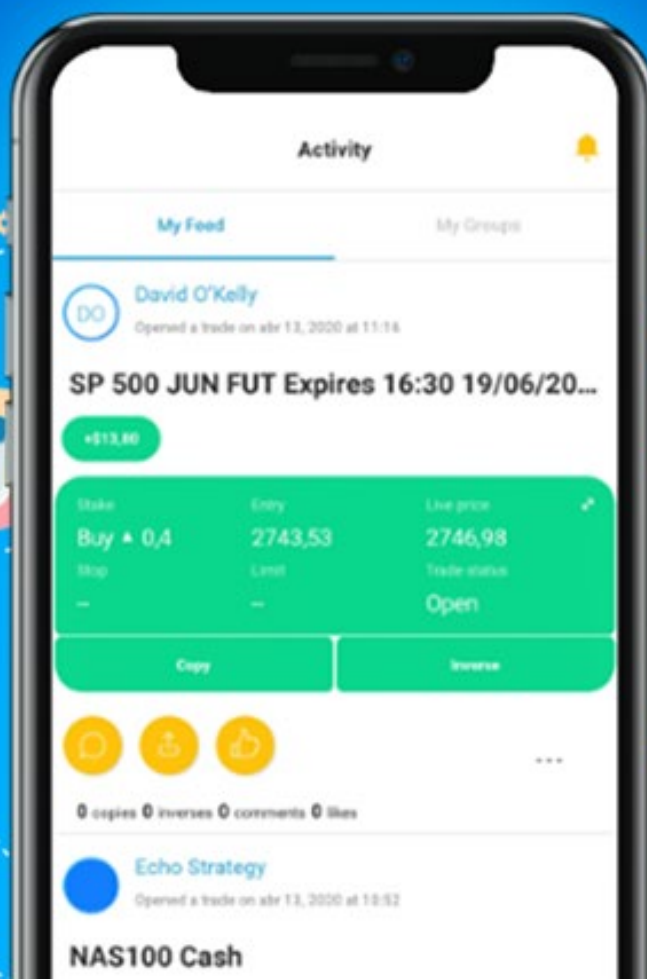 Activity
My Feed
My Groups
DO
David O'Kelly
Opened a trade on abr 13, 2020 at 11:16
SP 500 JUN FUT Expires 16:30 19/06/20...
+$13,80
Stake Entry Live price
Buy ▲ 0,4 2743,53 2746,98
Stop Limit Trade status
-- -- Open
Copy Inverse
...
0 copies 0 inverses 0 comments 0 likes
Echo Strategy
Opened a trade on abr 13, 2020 at 10:52
NAS100 Cash